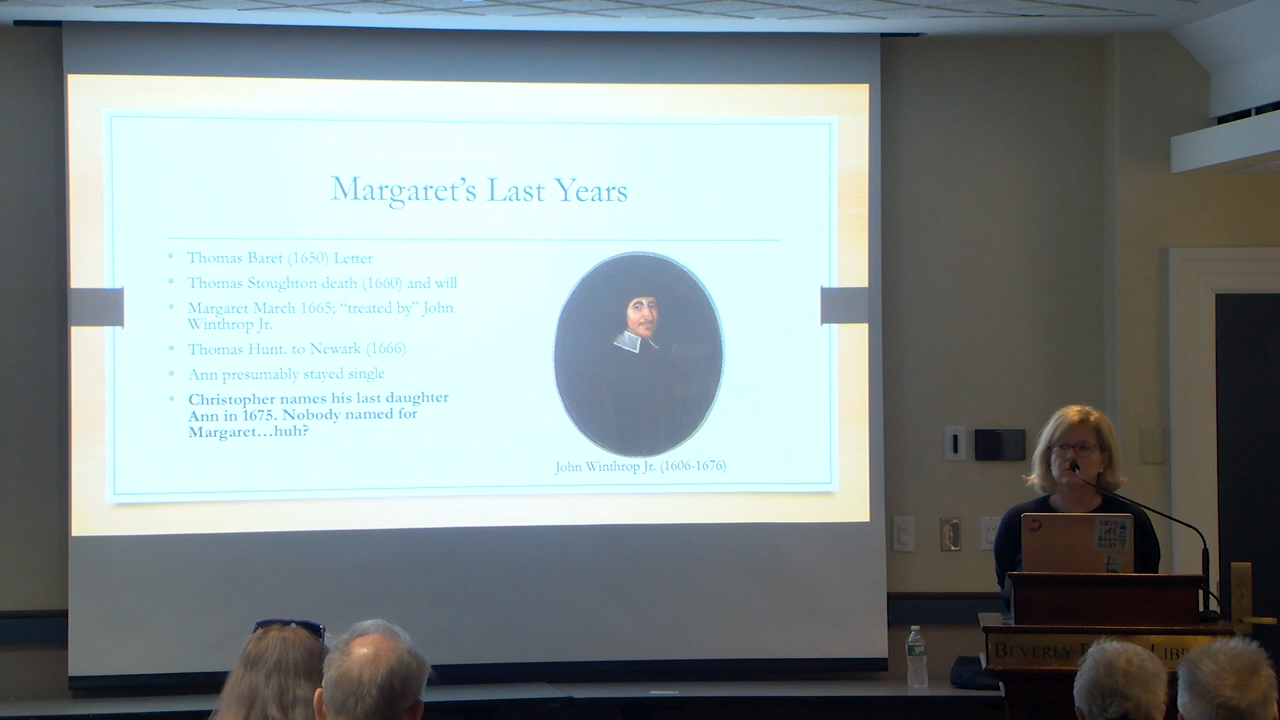 Margaret's Last Years
Thomas Baret (1650) Letter
Thomas Stoughton death (1660) and will
Margaret March 1665; “treated by” John
Winthrop Jr.
Thomas Hunt. to Newark (1666)
Ann presumably stayed single
Christopher names his last daughter
Ann in 1675. Nobody named for
Margaret…huh?
John Winthrop Jr. (1606-1676)
BEVERLY